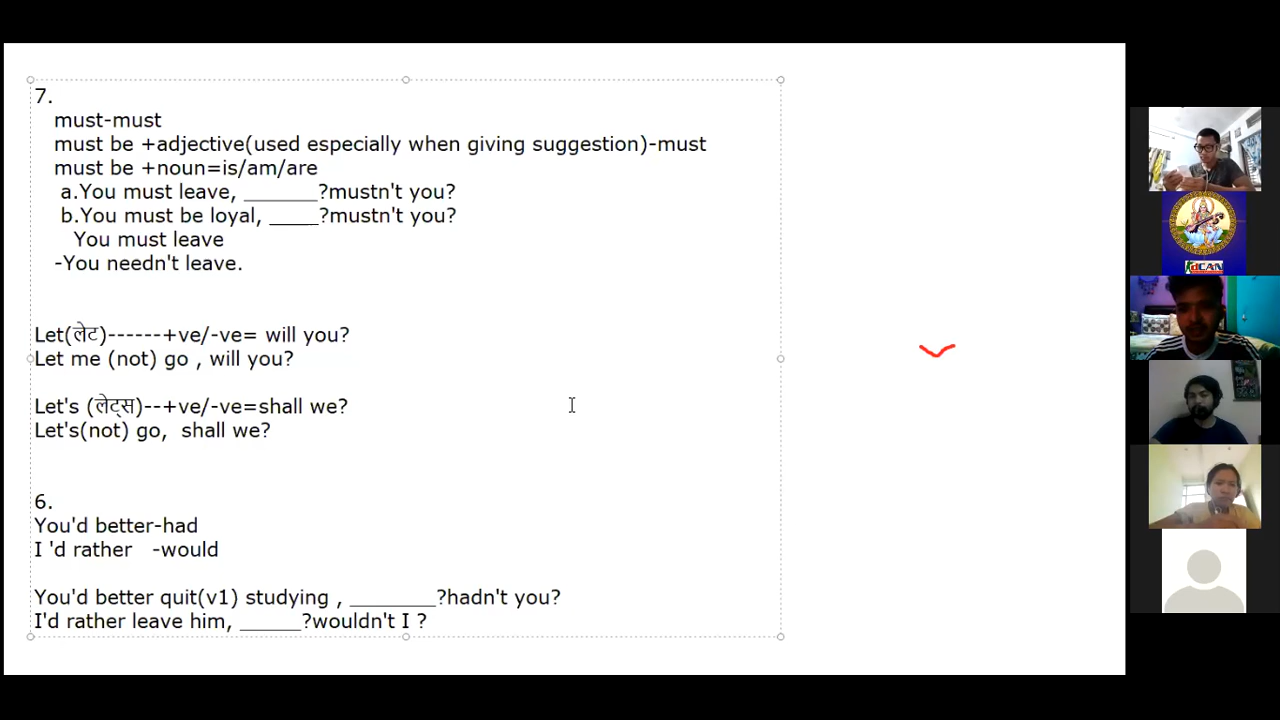 7.
must-must
must be +adjective(used especially when giving suggestion)-must
must be +noun=is/am/are
a.You must leave, _______?mustn't you?
b.You must be loyal, ____?mustn't you?
You must leave
-You needn't leave.
Let(लेट)------+ve/-ve= will you?
Let me (not) go , will you?
Let's (लेट्स)--+ve/-ve=shall we?
Let's(not) go,  shall we?
6.
You'd better-had
I 'd rather   -would
You'd better quit(v1) studying , ________?hadn't you?
I'd rather leave him, _____?wouldn't I ?